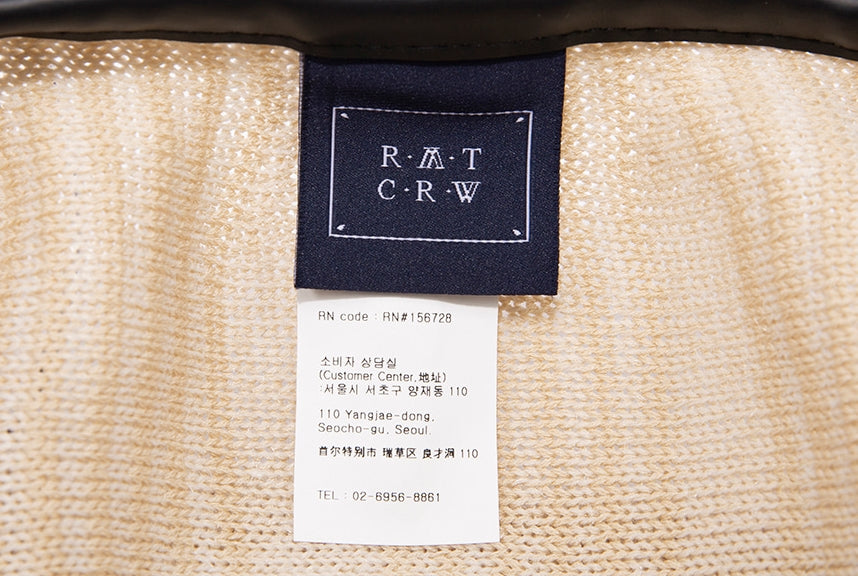 R·A·T
C·R·W
RN code : RN#156728
소비자 상담실
(Customer Center,地址)
:서울시 서초구 양재동 110
110 Yangjae-dong,
Seocho-gu, Seoul.
首尔特别市 瑞草区 良才洞 110
TEL : 02-6956-8861